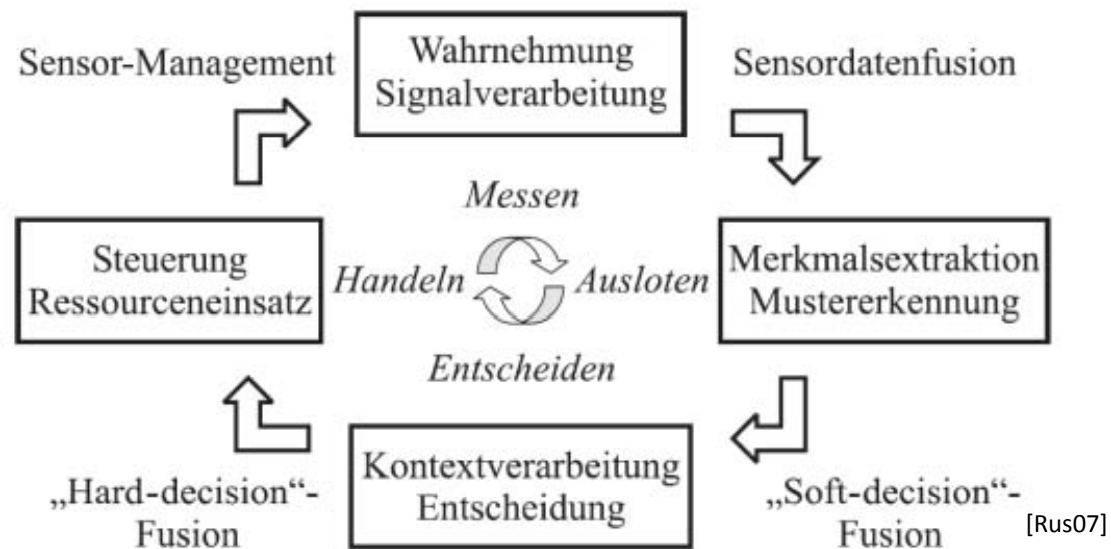 Sensor-Management
Wahrnehmung
Signalverarbeitung
Sensordatenfusion
Messen
Steuerung
Ressourceneinsatz
Handeln
Ausloten
Merkmalsextraktion
Mustererkennung
Entscheiden
„Hard-decision“-
Fusion
Kontextverarbeitung
Entscheidung
„Soft-decision“-
Fusion
[Rus07]